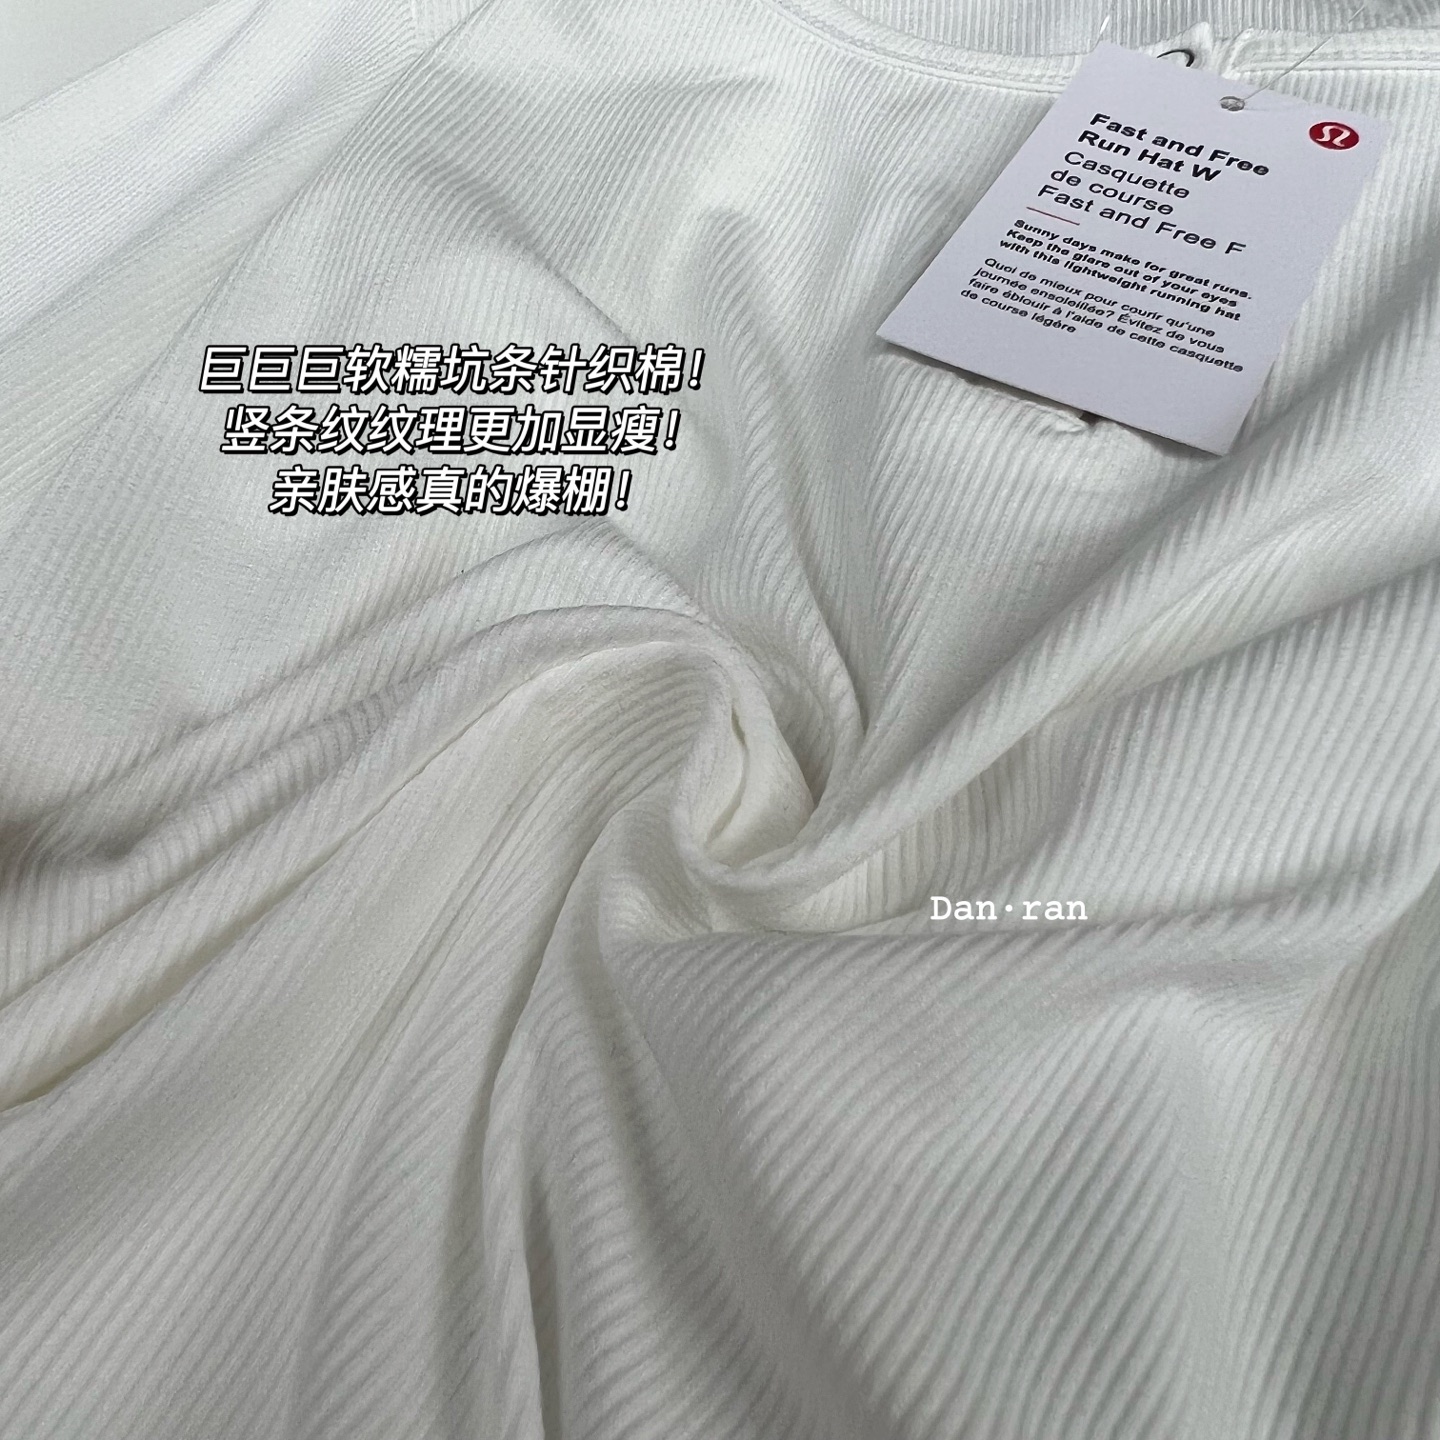 Fast and Free
Run Hat W
Casquette
de course
Fast and Free F
Sunny days make for great runs.
Keep the glare out of your eyes
with this lightweight running hat
Quoi de mieux pour courir qu'une
journée ensoleillée? Évitez de vous
faire éblouir à l'aide de cette casquette
de course légère
巨巨巨软糯坑条针织棉！
竖条纹纹理更加显瘦！
亲肤感真的爆棚！
Dan·ran